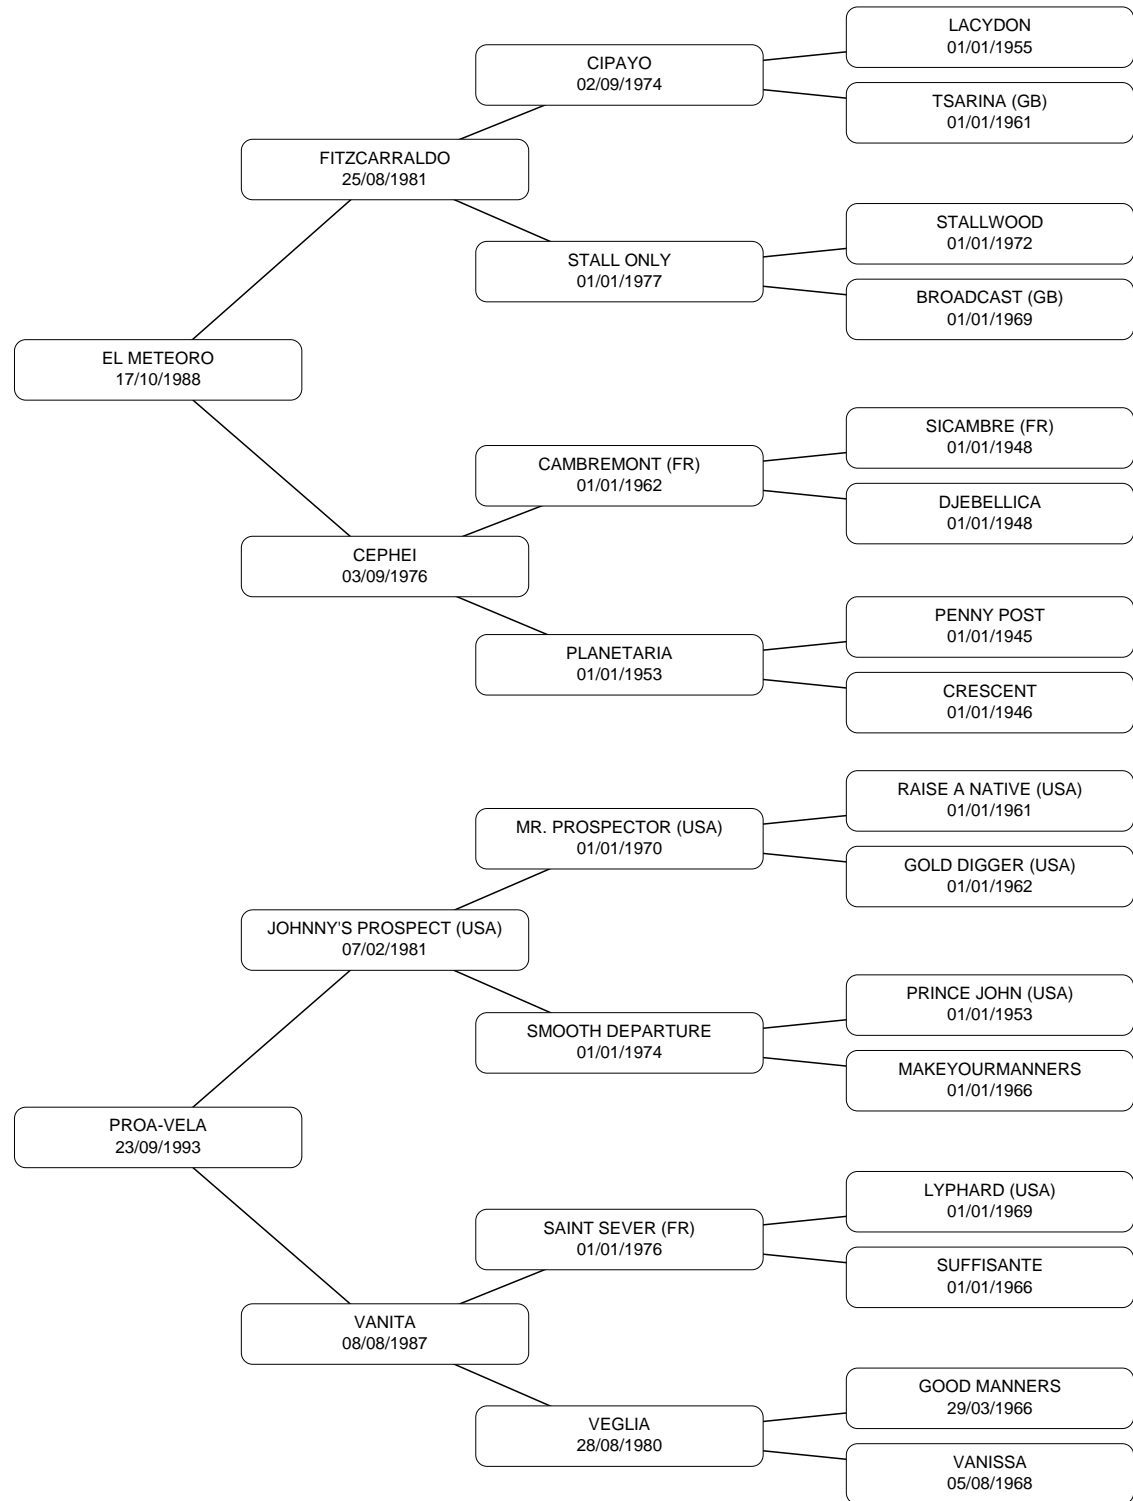 LACYDON
01/01/1955
CIPAYO
02/09/1974
TSARINA (GB)
01/01/1961
FITZCARRALDO
25/08/1981
STALLWOOD
01/01/1972
STALL ONLY
01/01/1977
BROADCAST (GB)
01/01/1969
EL METEORO
17/10/1988
SICAMBRE (FR)
01/01/1948
CAMBREMONT (FR)
01/01/1962
DJEBELLICA
01/01/1948
CEPHEI
03/09/1976
PENNY POST
01/01/1945
PLANETARIA
01/01/1953
CRESCENT
01/01/1946
RAISE A NATIVE (USA)
01/01/1961
MR. PROSPECTOR (USA)
01/01/1970
GOLD DIGGER (USA)
01/01/1962
JOHNNY'S PROSPECT (USA)
07/02/1981
PRINCE JOHN (USA)
01/01/1953
SMOOTH DEPARTURE
01/01/1974
MAKEYOURMANNERS
01/01/1966
PROA-VELA
23/09/1993
LYPHARD (USA)
01/01/1969
SAINT SEVER (FR)
01/01/1976
SUFFISANTE
01/01/1966
VANITA
08/08/1987
GOOD MANNERS
29/03/1966
VEGLIA
28/08/1980
VANISSA
05/08/1968